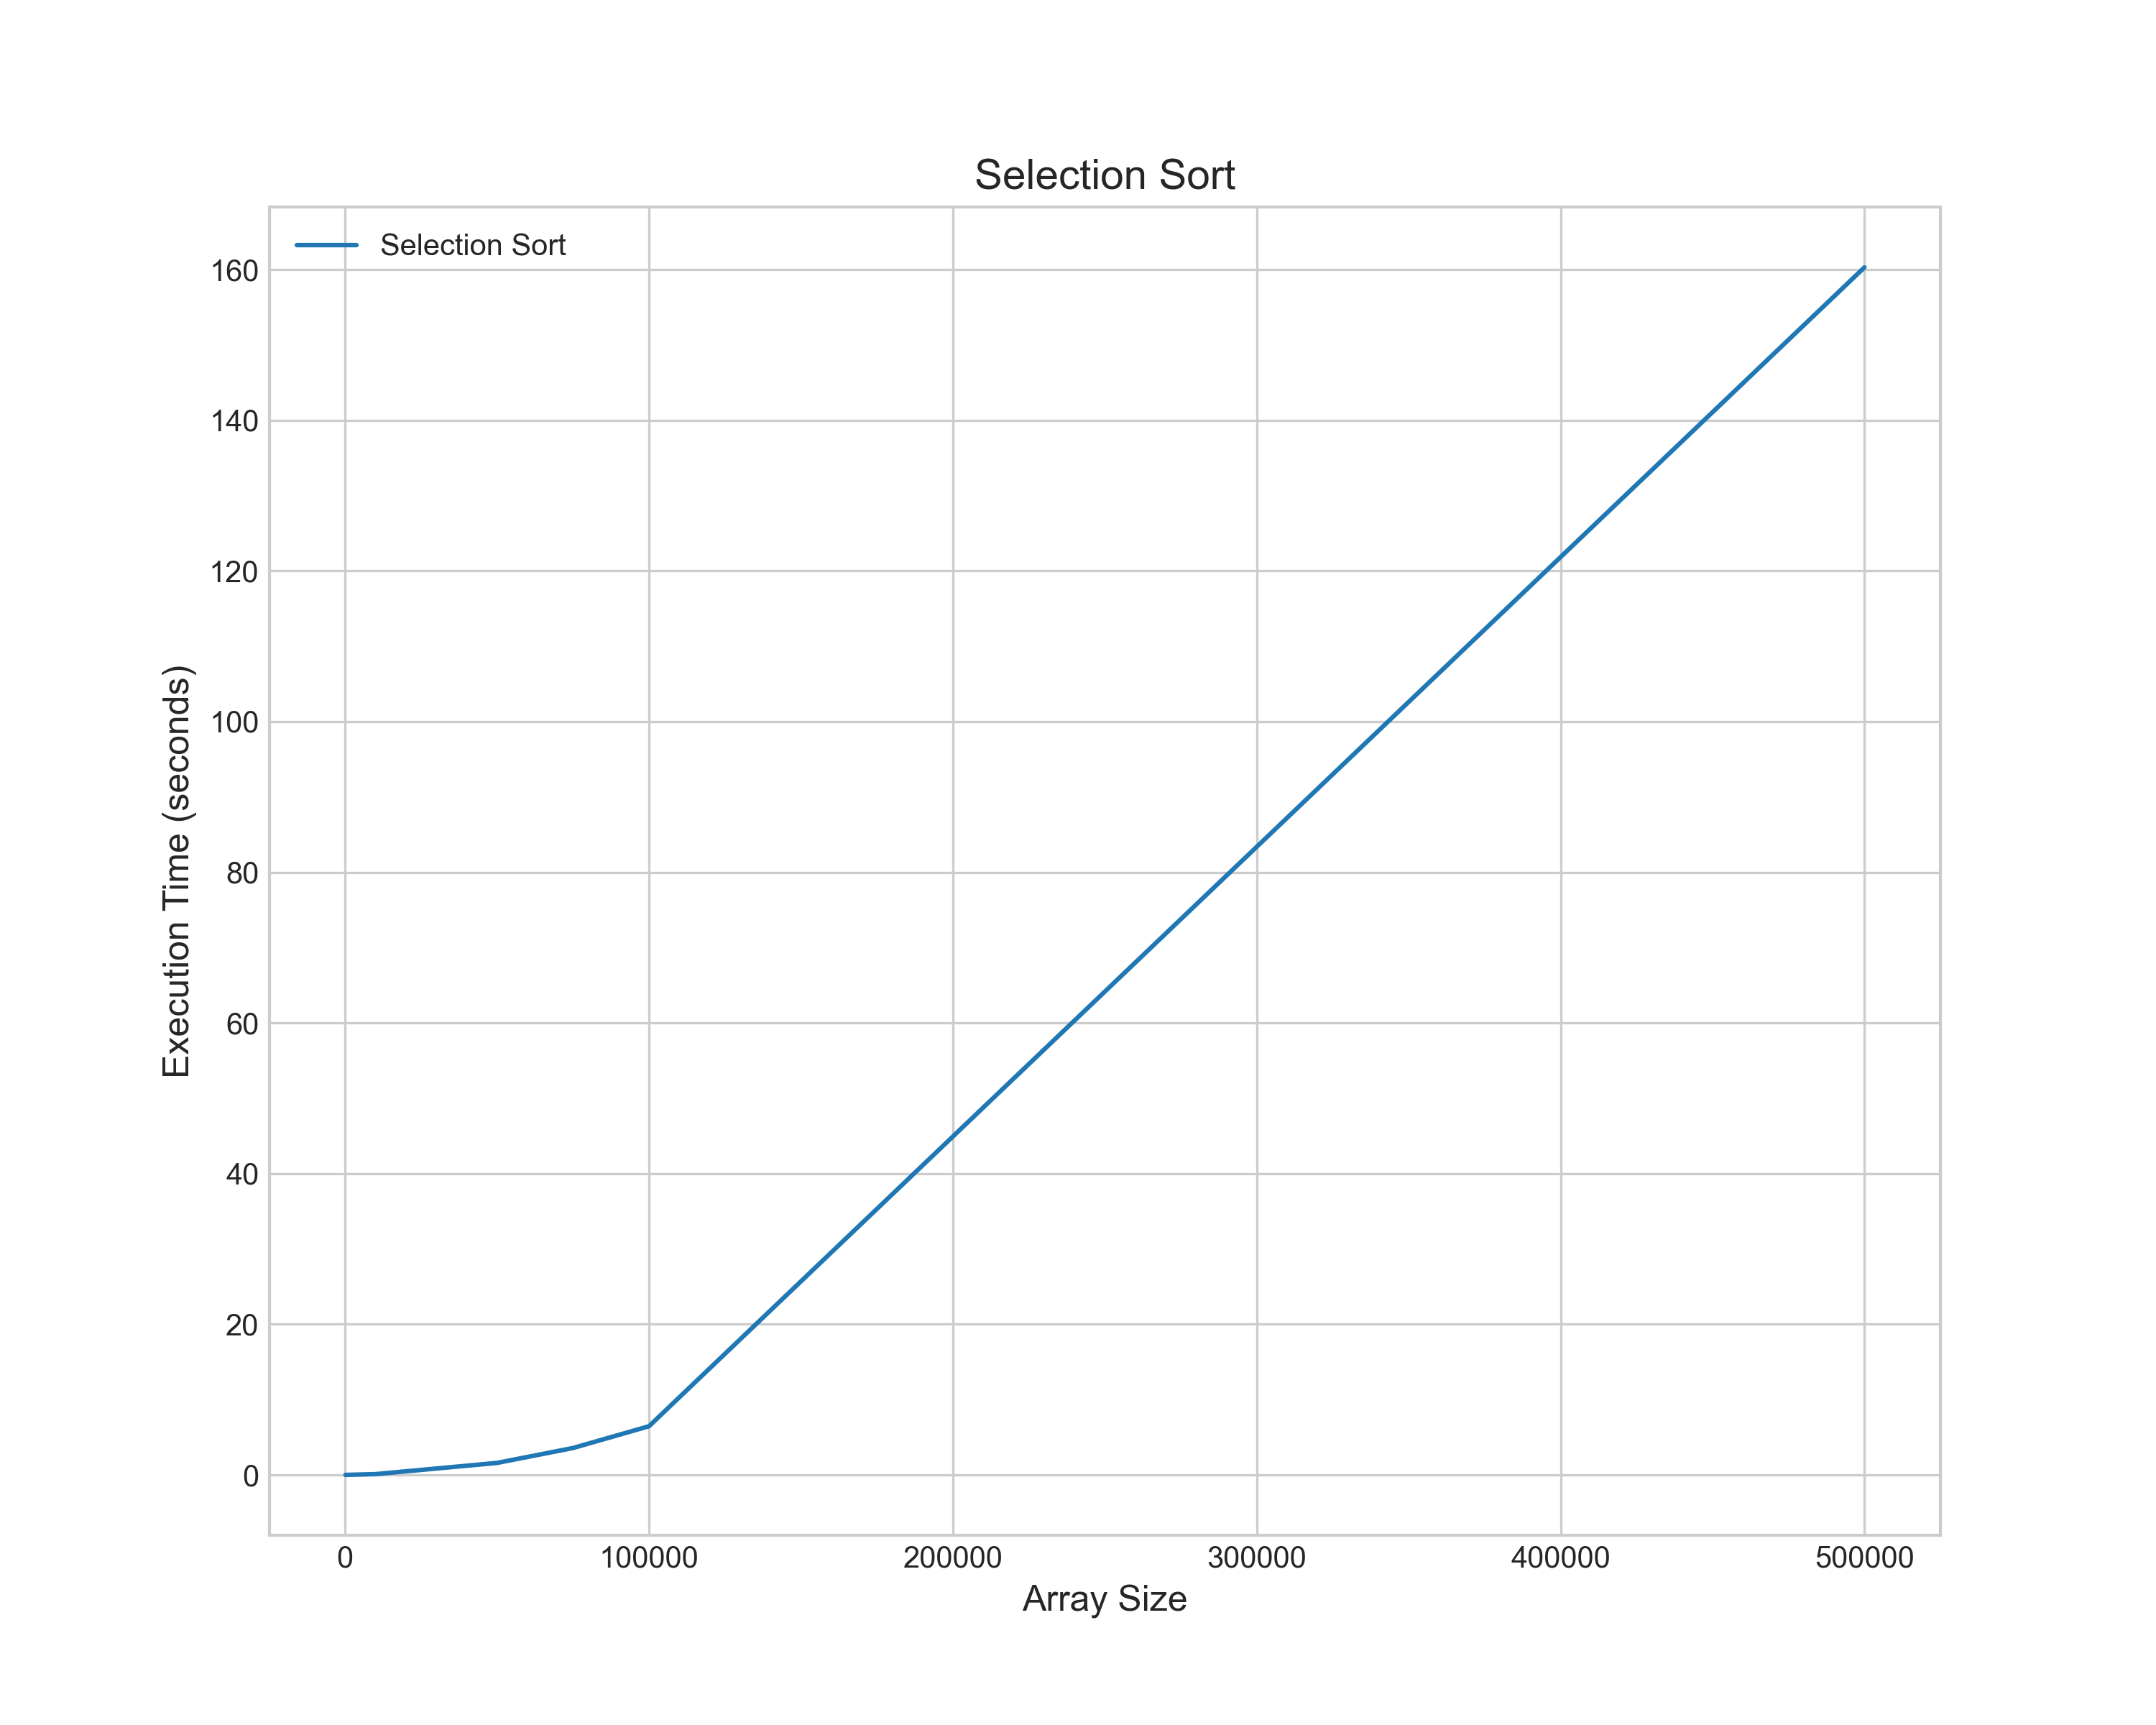 Selection Sort
Selection Sort
160
140
120
100
80
60
40
20
0
Execution Time (seconds)
0 100000 200000 300000 400000 500000
Array Size